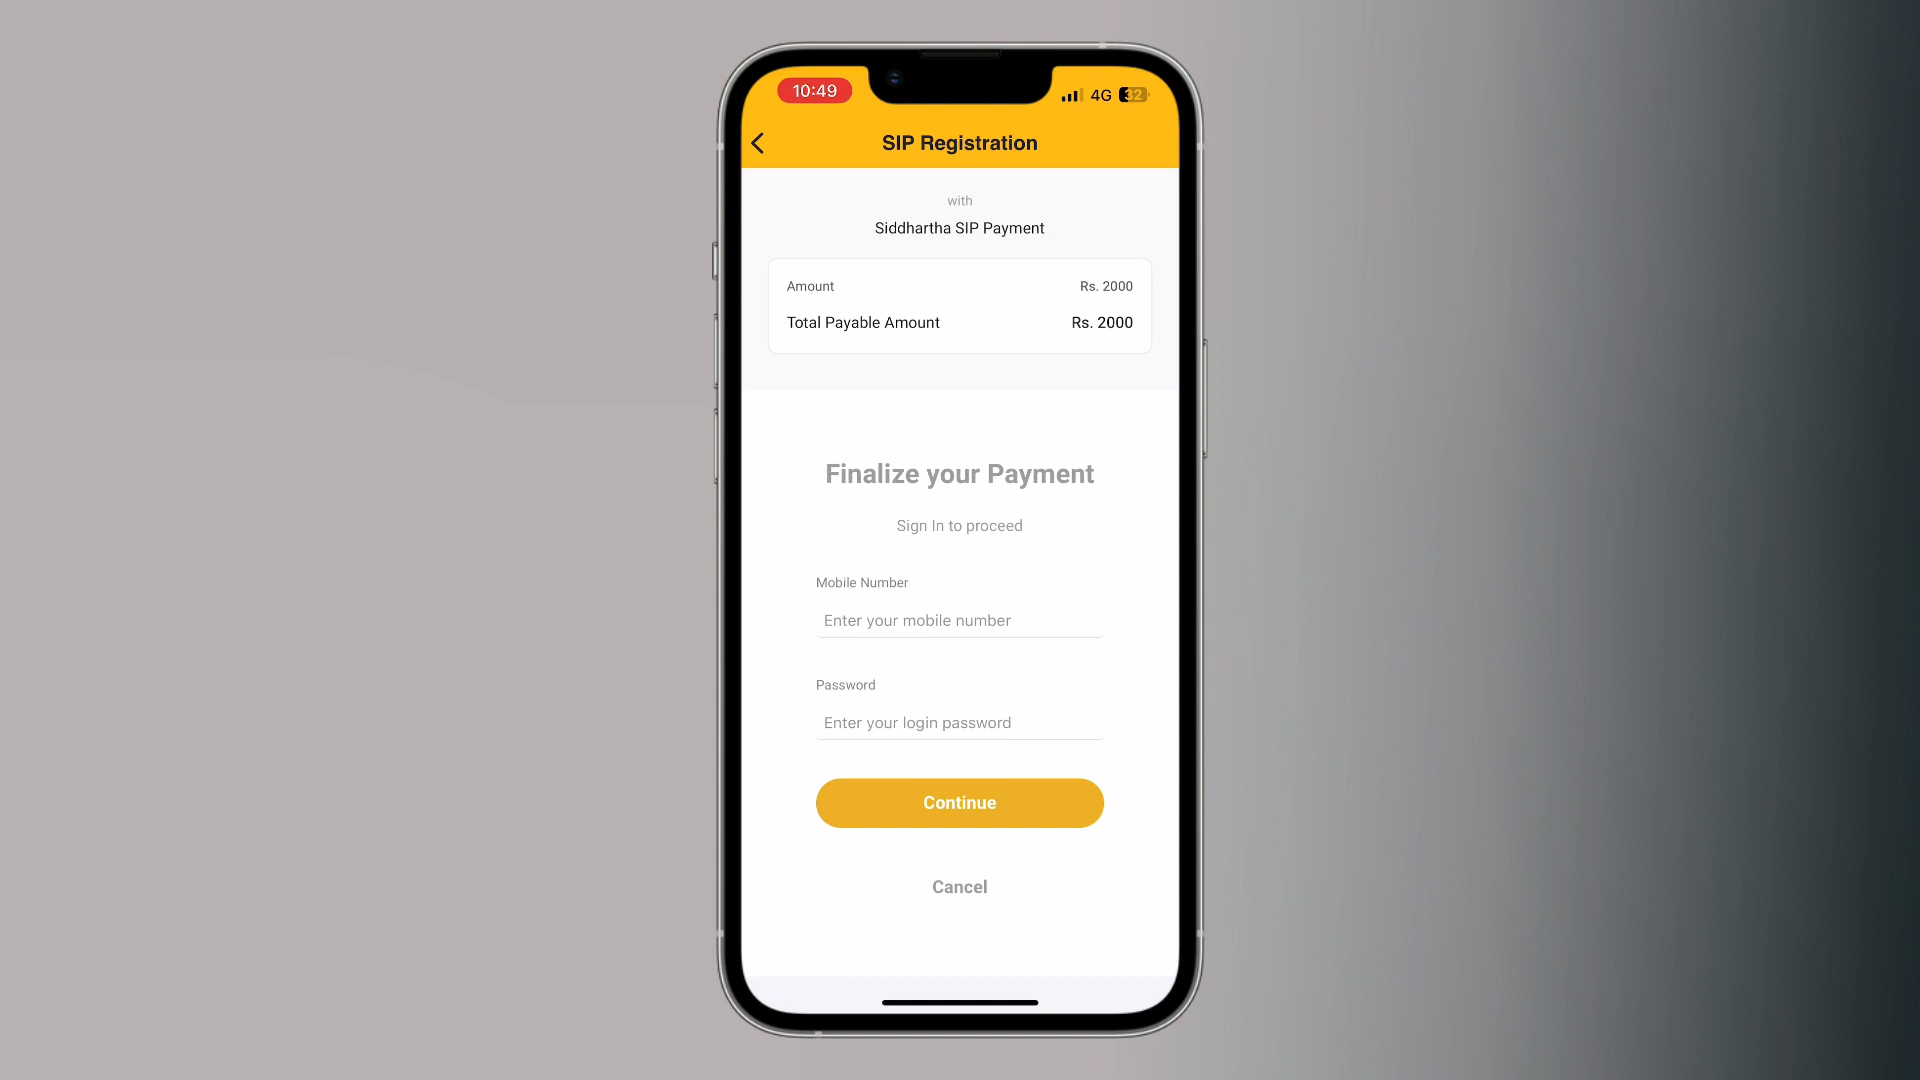 10:49
4G 32
SIP Registration
with
Siddhartha SIP Payment
Amount Rs. 2000
Total Payable Amount Rs. 2000
Finalize your Payment
Sign In to proceed
Mobile Number
Enter your mobile number
Password
Enter your login password
Continue
Cancel